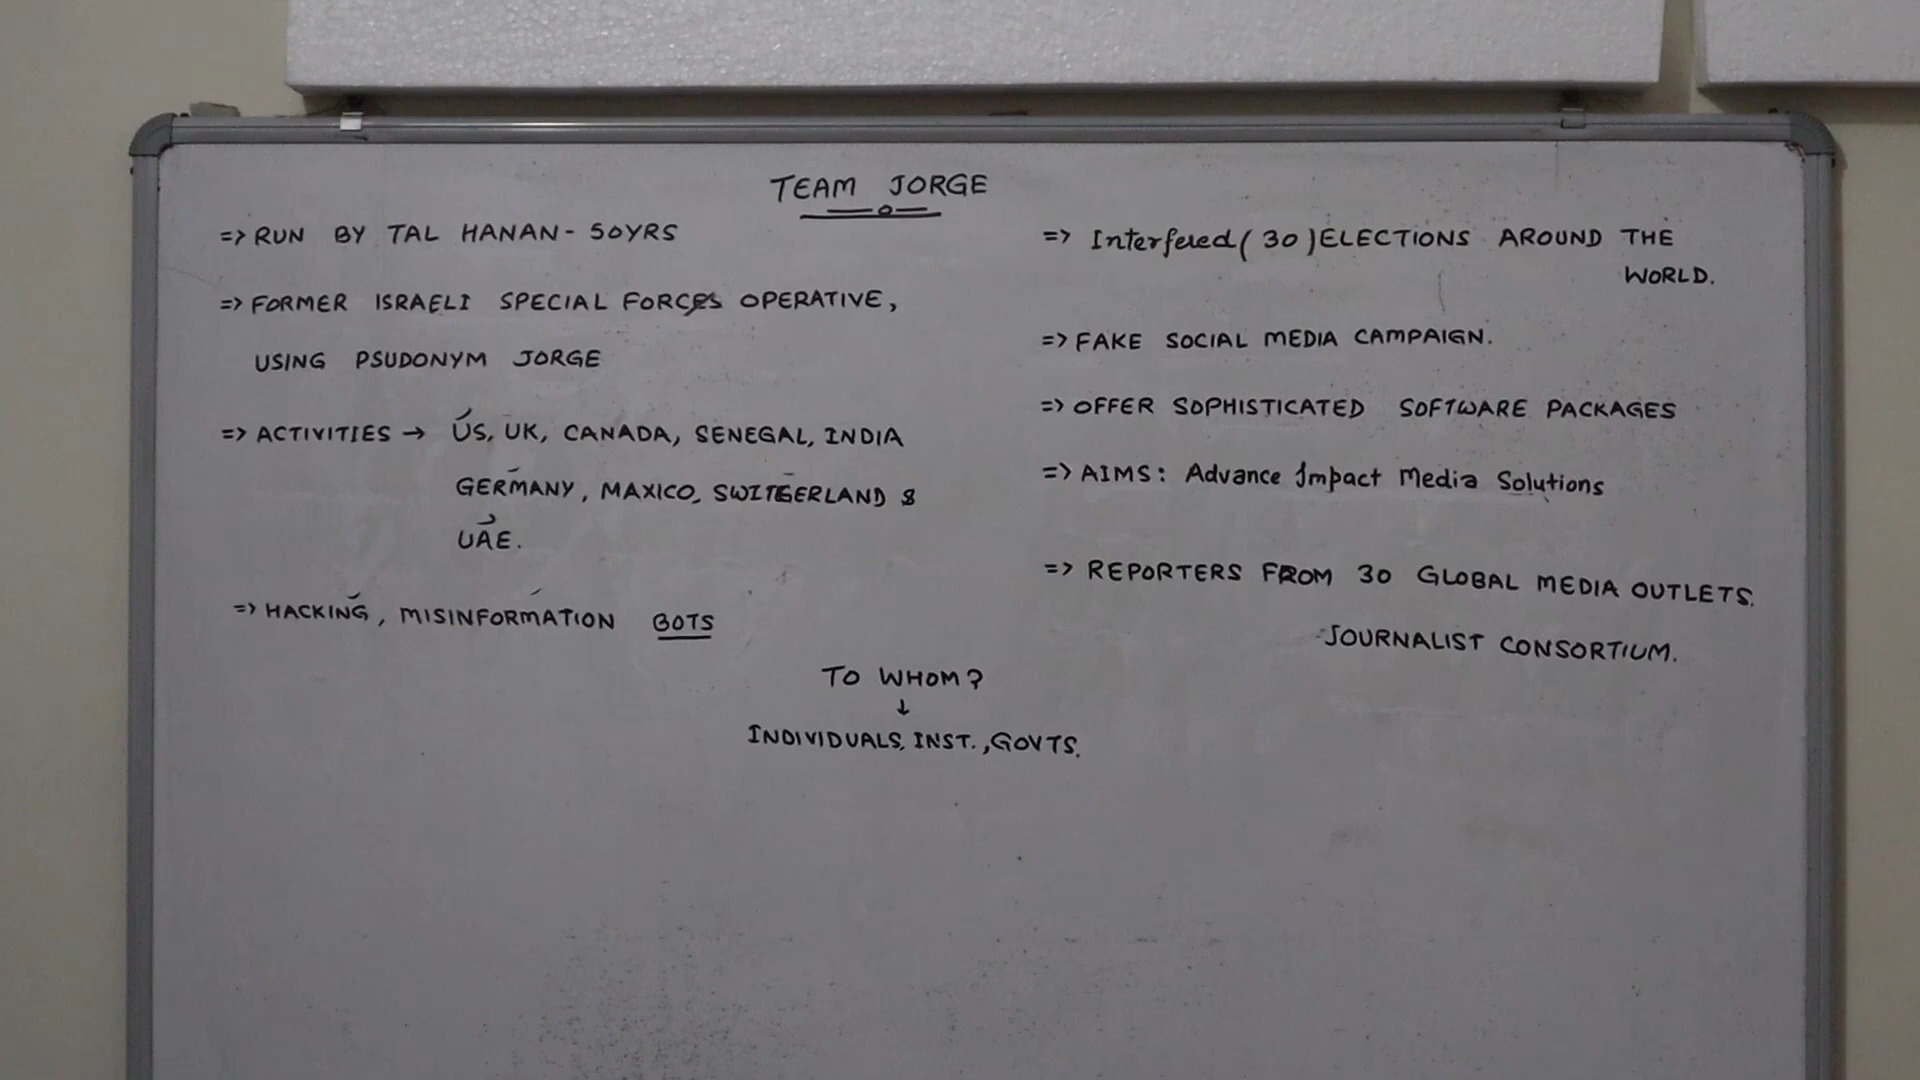 TEAM JORGE
=> RUN BY TAL HANAN - 50YRS
=> FORMER ISRAELI SPECIAL FORCES OPERATIVE,
USING PSUDONYM JORGE
=> ACTIVITIES → US, UK, CANADA, SENEGAL, INDIA
GERMANY, MAXICO, SWITGERLAND &
UAE.
=> HACKING, MISINFORMATION BOTS
=> Interfered ( 30 ) ELECTIONS AROUND THE
WORLD.
=> FAKE SOCIAL MEDIA CAMPAIGN.
=> OFFER SOPHISTICATED SOFTWARE PACKAGES
=> AIMS: Advance Impact Media Solutions
=> REPORTERS FROM 30 GLOBAL MEDIA OUTLETS.
-JOURNALIST CONSORTIUM.
TO WHOM?
↓
INDIVIDUALS, INST., GOVTS.